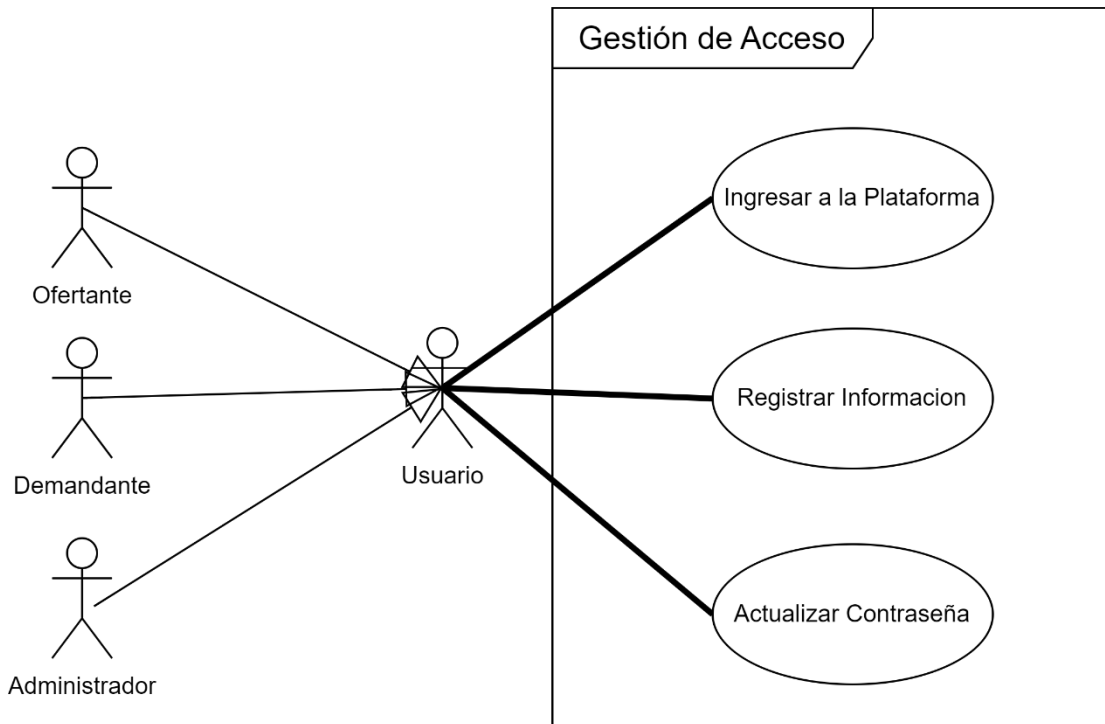 Gestión de Acceso
Ingresar a la Plataforma
Ofertante
Registrar Informacion
Usuario
Demandante
Actualizar Contraseña
Administrador